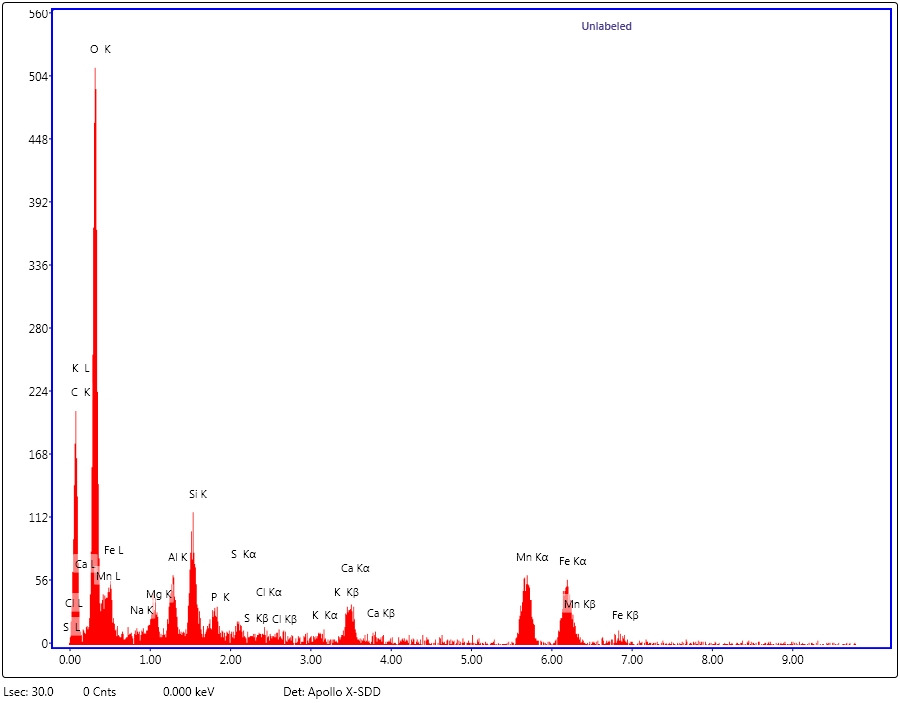 560
Unlabeled
O K
504
448
392
336
280
K L
C K
224
168
Si K
112
Fe L
Al K
S Kα
Mn Kα
Fe Kα
Ca L
Ca Kα
Mn L
56
Mg K
P K
Cl Kα
K Kβ
Cl L
Na K
Mn Kβ
S L
S Kβ
Cl Kβ
K Kα
Ca Kβ
Fe Kβ
0
0.00 1.00 2.00 3.00 4.00 5.00 6.00 7.00 8.00 9.00
Lsec: 30.0 0 Cnts 0.000 keV Det: Apollo X-SDD